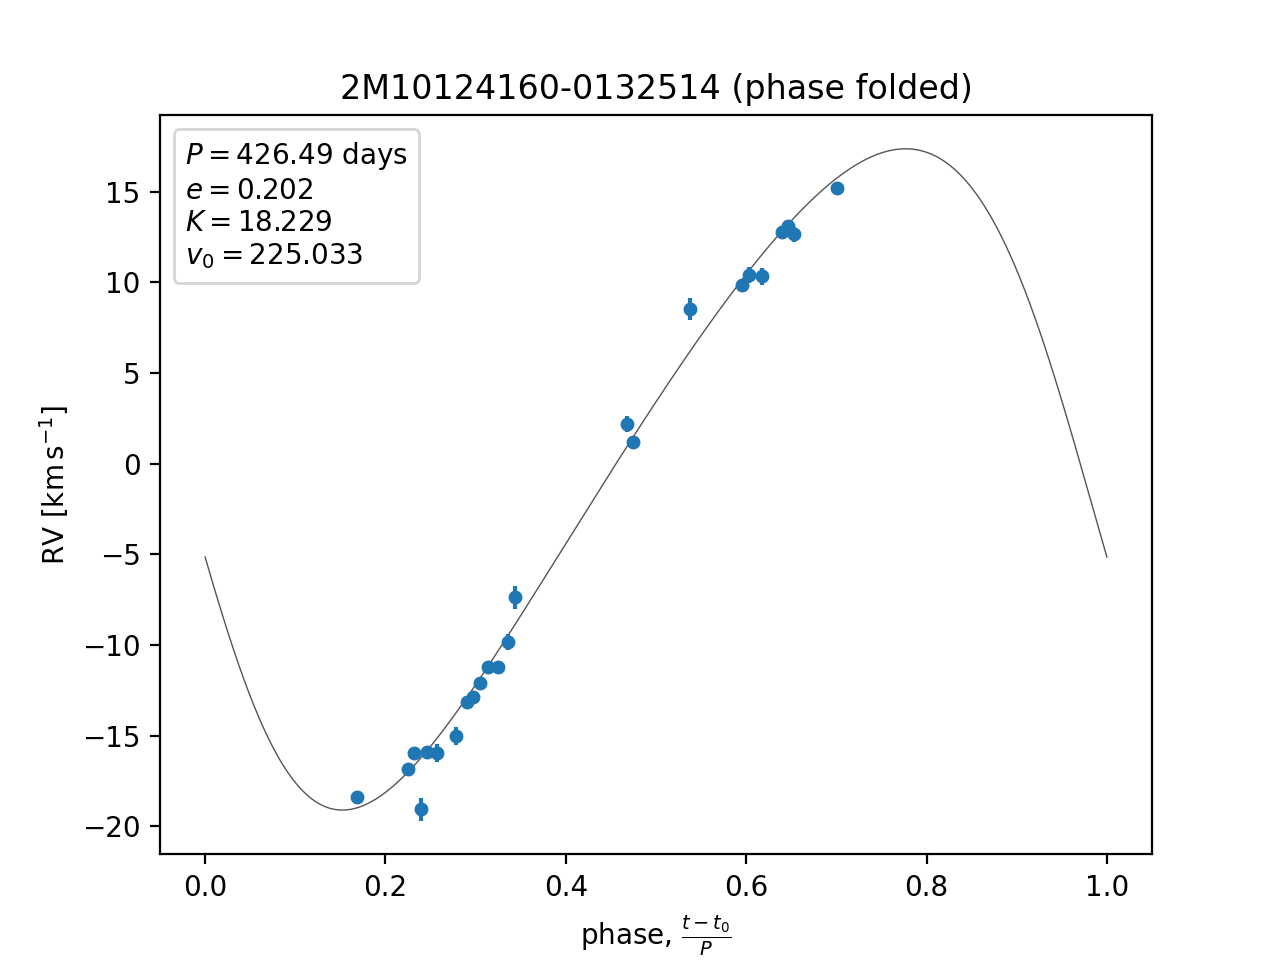 2M10124160-0132514 (phase folded)
P = 426.49 days
e = 0.202
K = 18.229
v₀ = 225.033
15
10
5
0
−5
−10
−15
−20
RV [km s⁻¹]
0.0 0.2 0.4 0.6 0.8 1.0
phase, (t − t₀)/P